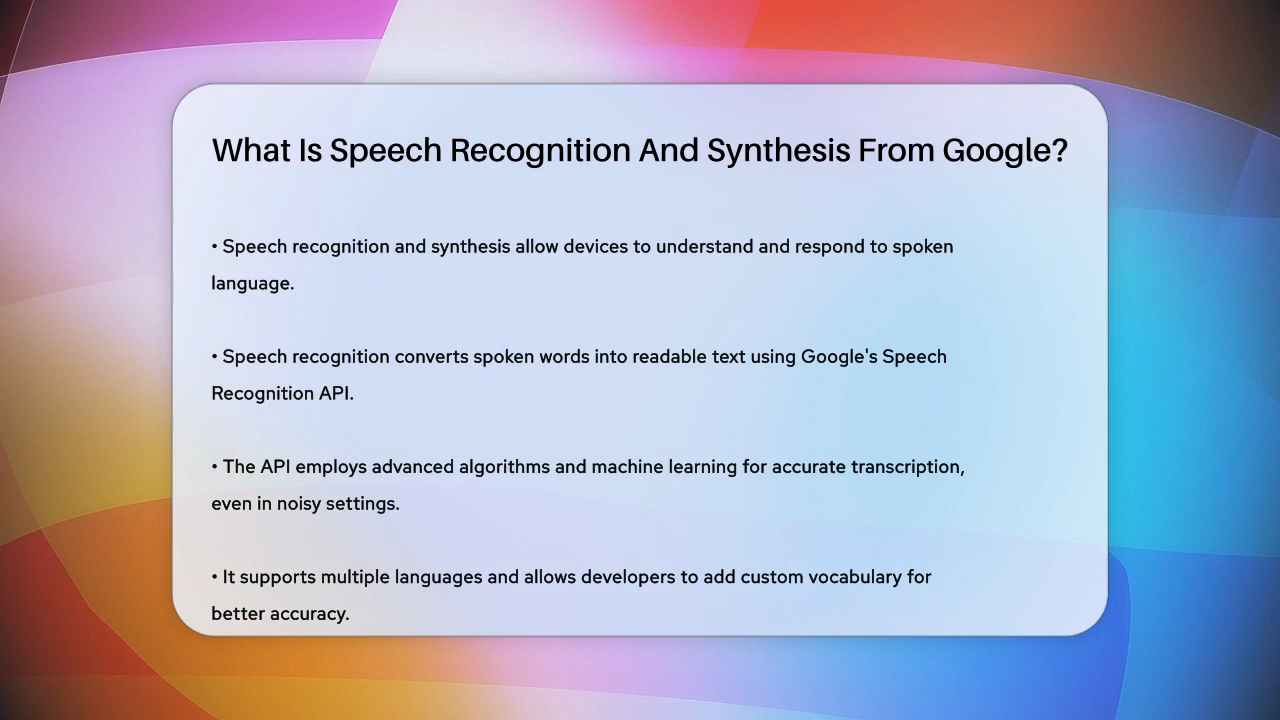 What Is Speech Recognition And Synthesis From Google?
• Speech recognition and synthesis allow devices to understand and respond to spoken
language.
• Speech recognition converts spoken words into readable text using Google's Speech
Recognition API.
• The API employs advanced algorithms and machine learning for accurate transcription,
even in noisy settings.
• It supports multiple languages and allows developers to add custom vocabulary for
better accuracy.